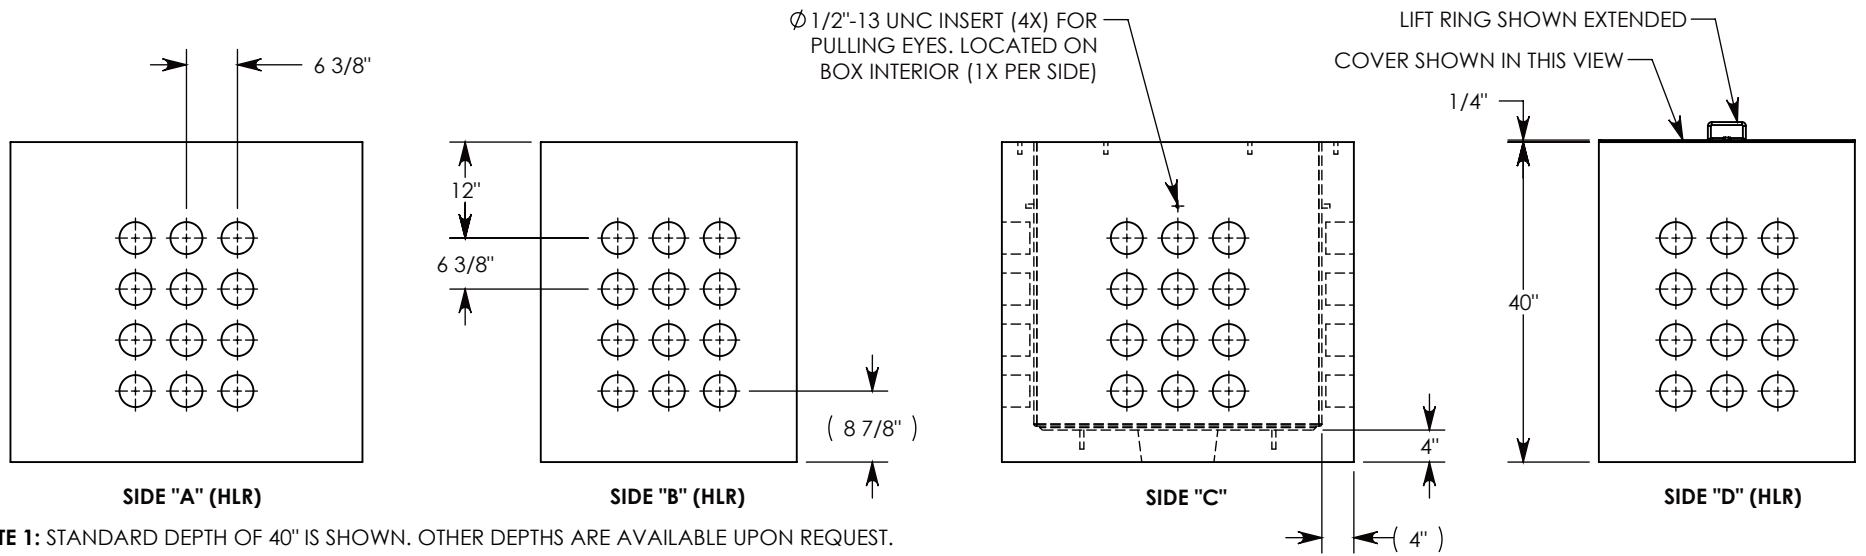 Ø 1/2"-13 UNC INSERT (4X) FOR
PULLING EYES. LOCATED ON
BOX INTERIOR (1X PER SIDE)
LIFT RING SHOWN EXTENDED
COVER SHOWN IN THIS VIEW
6 3/8"
1/4"
12"
6 3/8"
40"
( 8 7/8" )
4"
SIDE "A" (HLR)
SIDE "B" (HLR)
SIDE "C"
SIDE "D" (HLR)
( 4" )
TE 1: STANDARD DEPTH OF 40" IS SHOWN. OTHER DEPTHS ARE AVAILABLE UPON REQUEST.